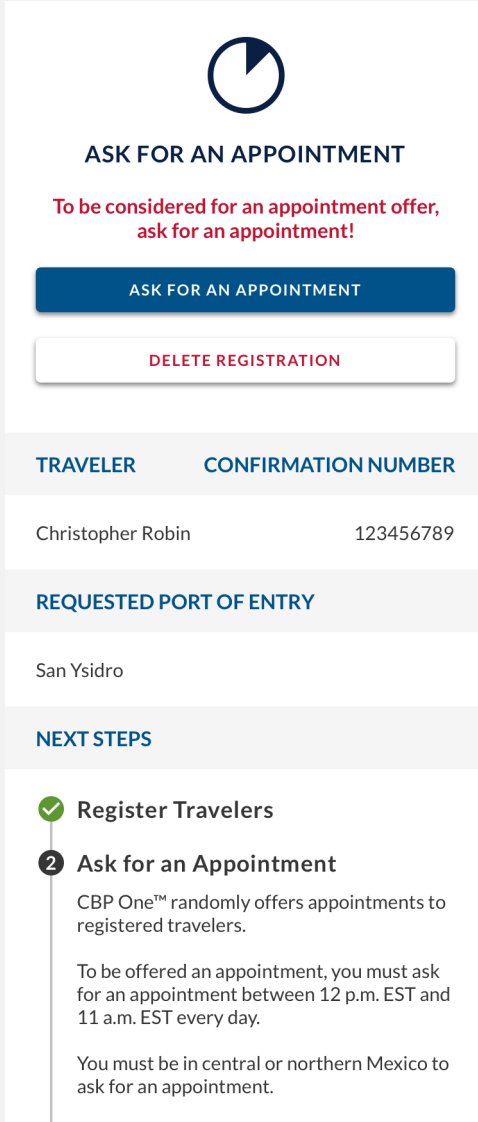 ASK FOR AN APPOINTMENT
To be considered for an appointment offer,
ask for an appointment!
ASK FOR AN APPOINTMENT
DELETE REGISTRATION
TRAVELER CONFIRMATION NUMBER
Christopher Robin 123456789
REQUESTED PORT OF ENTRY
San Ysidro
NEXT STEPS
Register Travelers
2 Ask for an Appointment
CBP One™ randomly offers appointments to
registered travelers.
To be offered an appointment, you must ask
for an appointment between 12 p.m. EST and
11 a.m. EST every day.
You must be in central or northern Mexico to
ask for an appointment.